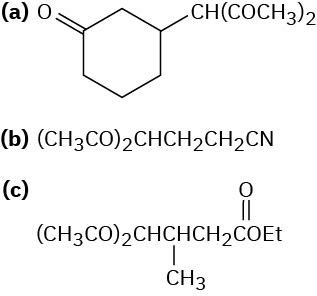 (a) O CH(COCH3)2
(b) (CH3CO)2CHCH2CH2CN
(c)
O
(CH3CO)2CHCHCH2COEt
CH3